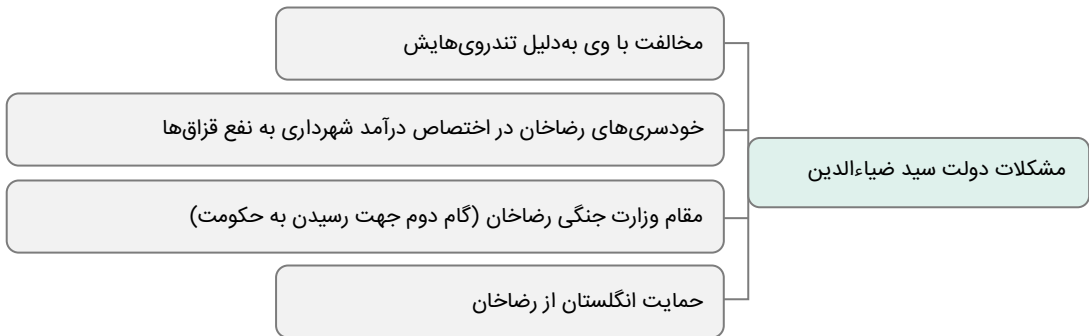 مشکلات دولت سید ضیاءالدین
مخالفت با وی به‌دلیل تندروی‌هایش
خودسری‌های رضاخان در اختصاص درآمد شهرداری به نفع قزاق‌ها
مقام وزارت جنگی رضاخان (گام دوم جهت رسیدن به حکومت)
حمایت انگلستان از رضاخان